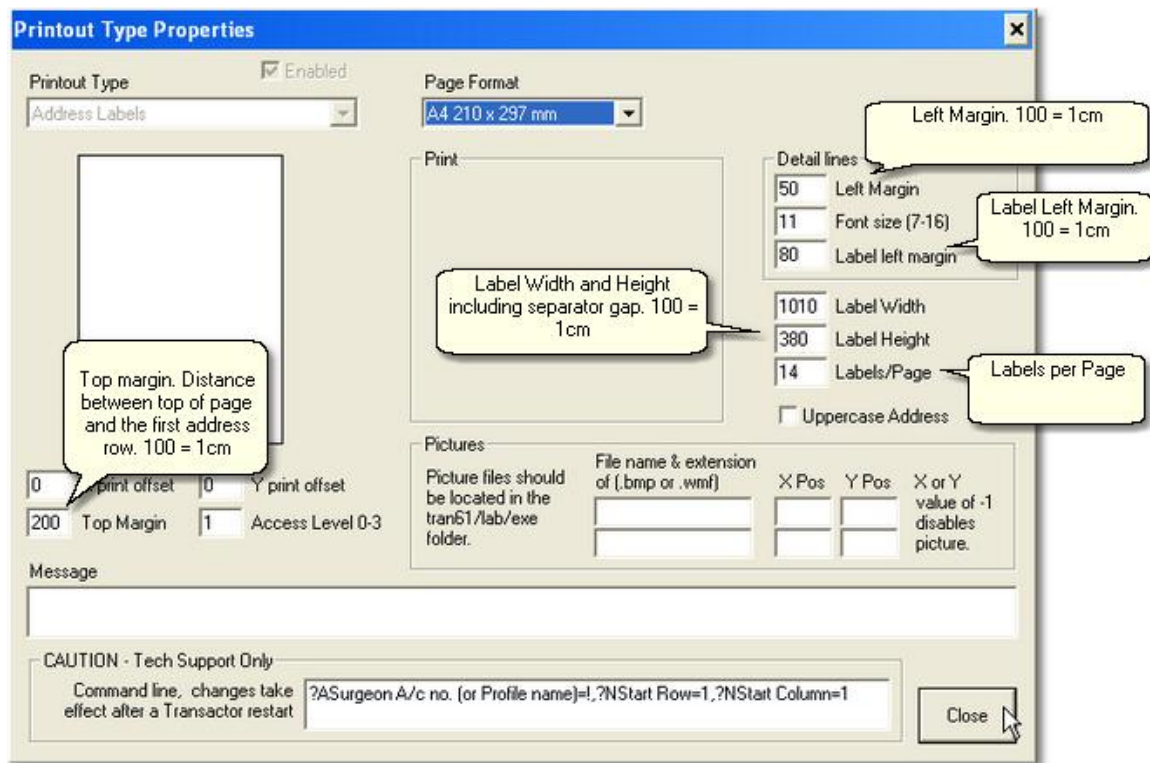 Printout Type Properties
Enabled
Printout Type
Page Format
Address Labels
A4 210 x 297 mm
Left Margin. 100 = 1cm
Print
Detail lines
50 Left Margin
11 Font size (7-16)
80 Label left margin
Label Left Margin.
100 = 1cm
Label Width and Height
including separator gap. 100 =
1cm
1010 Label Width
380 Label Height
14 Labels/Page
Labels per Page
Uppercase Address
Top margin. Distance
between top of page
and the first address
row. 100 = 1cm
0 print offset 0 Y print offset
200 Top Margin 1 Access Level 0-3
Pictures
Picture files should
be located in the
tran61/lab/exe
folder.
File name & extension
of (.bmp or .wmf)
X Pos Y Pos
X or Y
value of -1
disables
picture.
Message
CAUTION - Tech Support Only
Command line, changes take
effect after a Transactor restart
?ASurgeon A/c no. (or Profile name)=!,?NStart Row=1,?NStart Column=1
Close